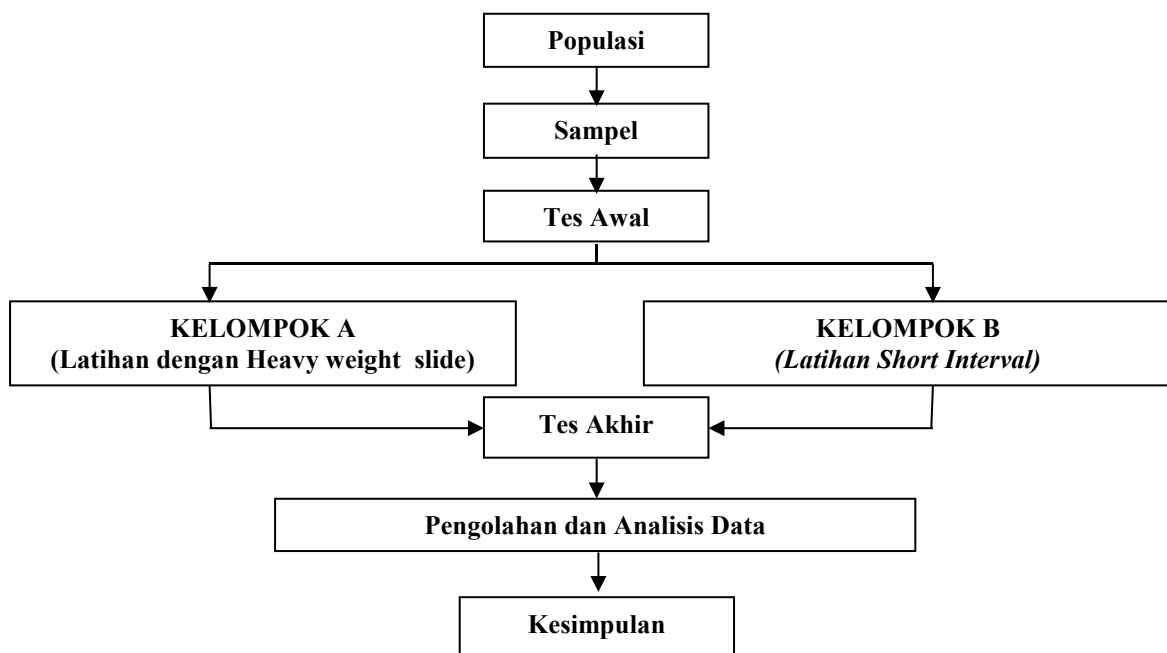 Populasi
Sampel
Tes Awal
KELOMPOK A
(Latihan dengan Heavy weight slide)
KELOMPOK B
(Latihan Short Interval)
Tes Akhir
Pengolahan dan Analisis Data
Kesimpulan